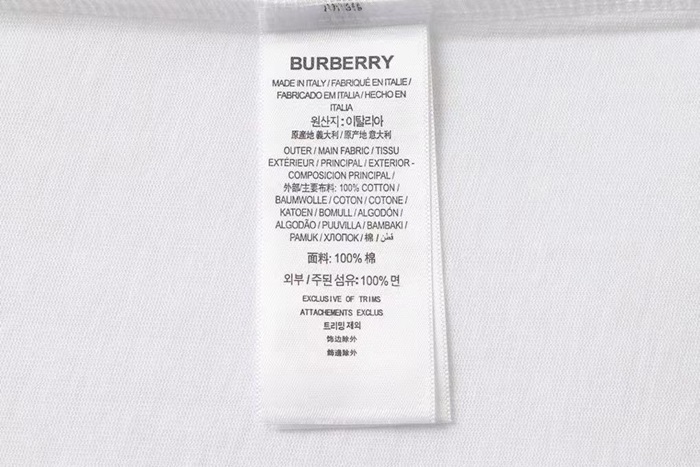 BURBERRY
MADE IN ITALY / FABRIQUÉ EN ITALIE /
FABRICADO EM ITALIA / HECHO EN
ITALIA
원산지 : 이탈리아
原產地 義大利 / 原产地 意大利
OUTER / MAIN FABRIC / TISSU
EXTÉRIEUR / PRINCIPAL / EXTERIOR -
COMPOSICIÓN PRINCIPAL /
外部/主要布料: 100% COTTON /
BAUMWOLLE / COTON / COTONE /
KATOEN / BOMULL / ALGODÓN /
ALGODÃO / PUUVILLA / BAMBAKI /
PAMUK / ХЛОПОК / 棉 / قطن
面料: 100% 棉
외부 / 주된 섬유: 100% 면
EXCLUSIVE OF TRIMS
ATTACHEMENTS EXCLUS
트리밍 제외
饰边除外
飾邊除外